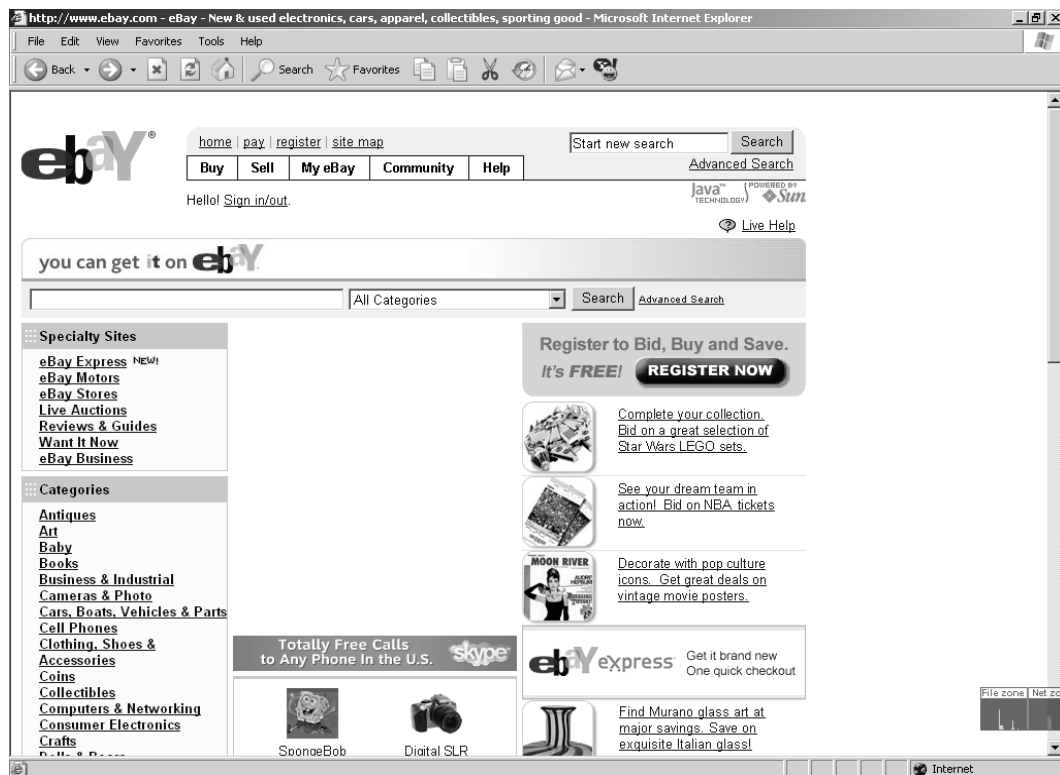 http://www.ebay.com - eBay - New & used electronics, cars, apparel, collectibles, sporting good - Microsoft Internet Explorer
File Edit View Favorites Tools Help
Back Search Favorites
ebaY®
home | pay | register | site map
Start new search Search
Buy Sell My eBay Community Help
Advanced Search
Hello! Sign in/out.
Java™ TECHNOLOGY POWERED BY Sun
Live Help
you can get it on ebaY
All Categories Search Advanced Search
Specialty Sites
eBay Express NEW!
eBay Motors
eBay Stores
Live Auctions
Reviews & Guides
Want It Now
eBay Business
Categories
Antiques
Art
Baby
Books
Business & Industrial
Cameras & Photo
Cars, Boats, Vehicles & Parts
Cell Phones
Clothing, Shoes &
Accessories
Coins
Collectibles
Computers & Networking
Consumer Electronics
Crafts
Totally Free Calls
to Any Phone In the U.S.
skype
SpongeBob
Digital SLR
Register to Bid, Buy and Save.
It's FREE! REGISTER NOW
Complete your collection.
Bid on a great selection of
Star Wars LEGO sets.
See your dream team in
action! Bid on NBA tickets
now.
MOON RIVER
AUDREY
HEPBURN
Decorate with pop culture
icons. Get great deals on
vintage movie posters.
ebaY express
Get it brand new
One quick checkout
Find Murano glass art at
major savings. Save on
exquisite Italian glass!
File zone Net zo
Internet